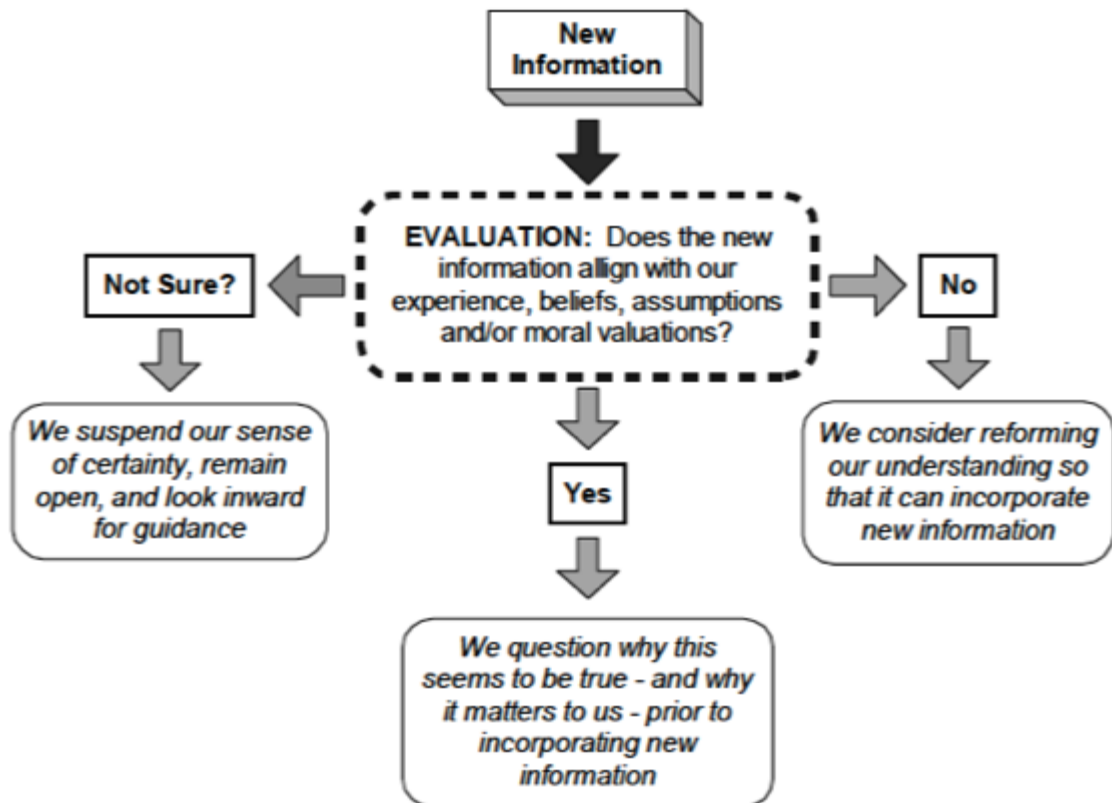 New
Information
EVALUATION: Does the new
information allign with our
experience, beliefs, assumptions
and/or moral valuations?
Not Sure?
No
We suspend our sense
of certainty, remain
open, and look inward
for guidance
Yes
We consider reforming
our understanding so
that it can incorporate
new information
We question why this
seems to be true - and why
it matters to us - prior to
incorporating new
information